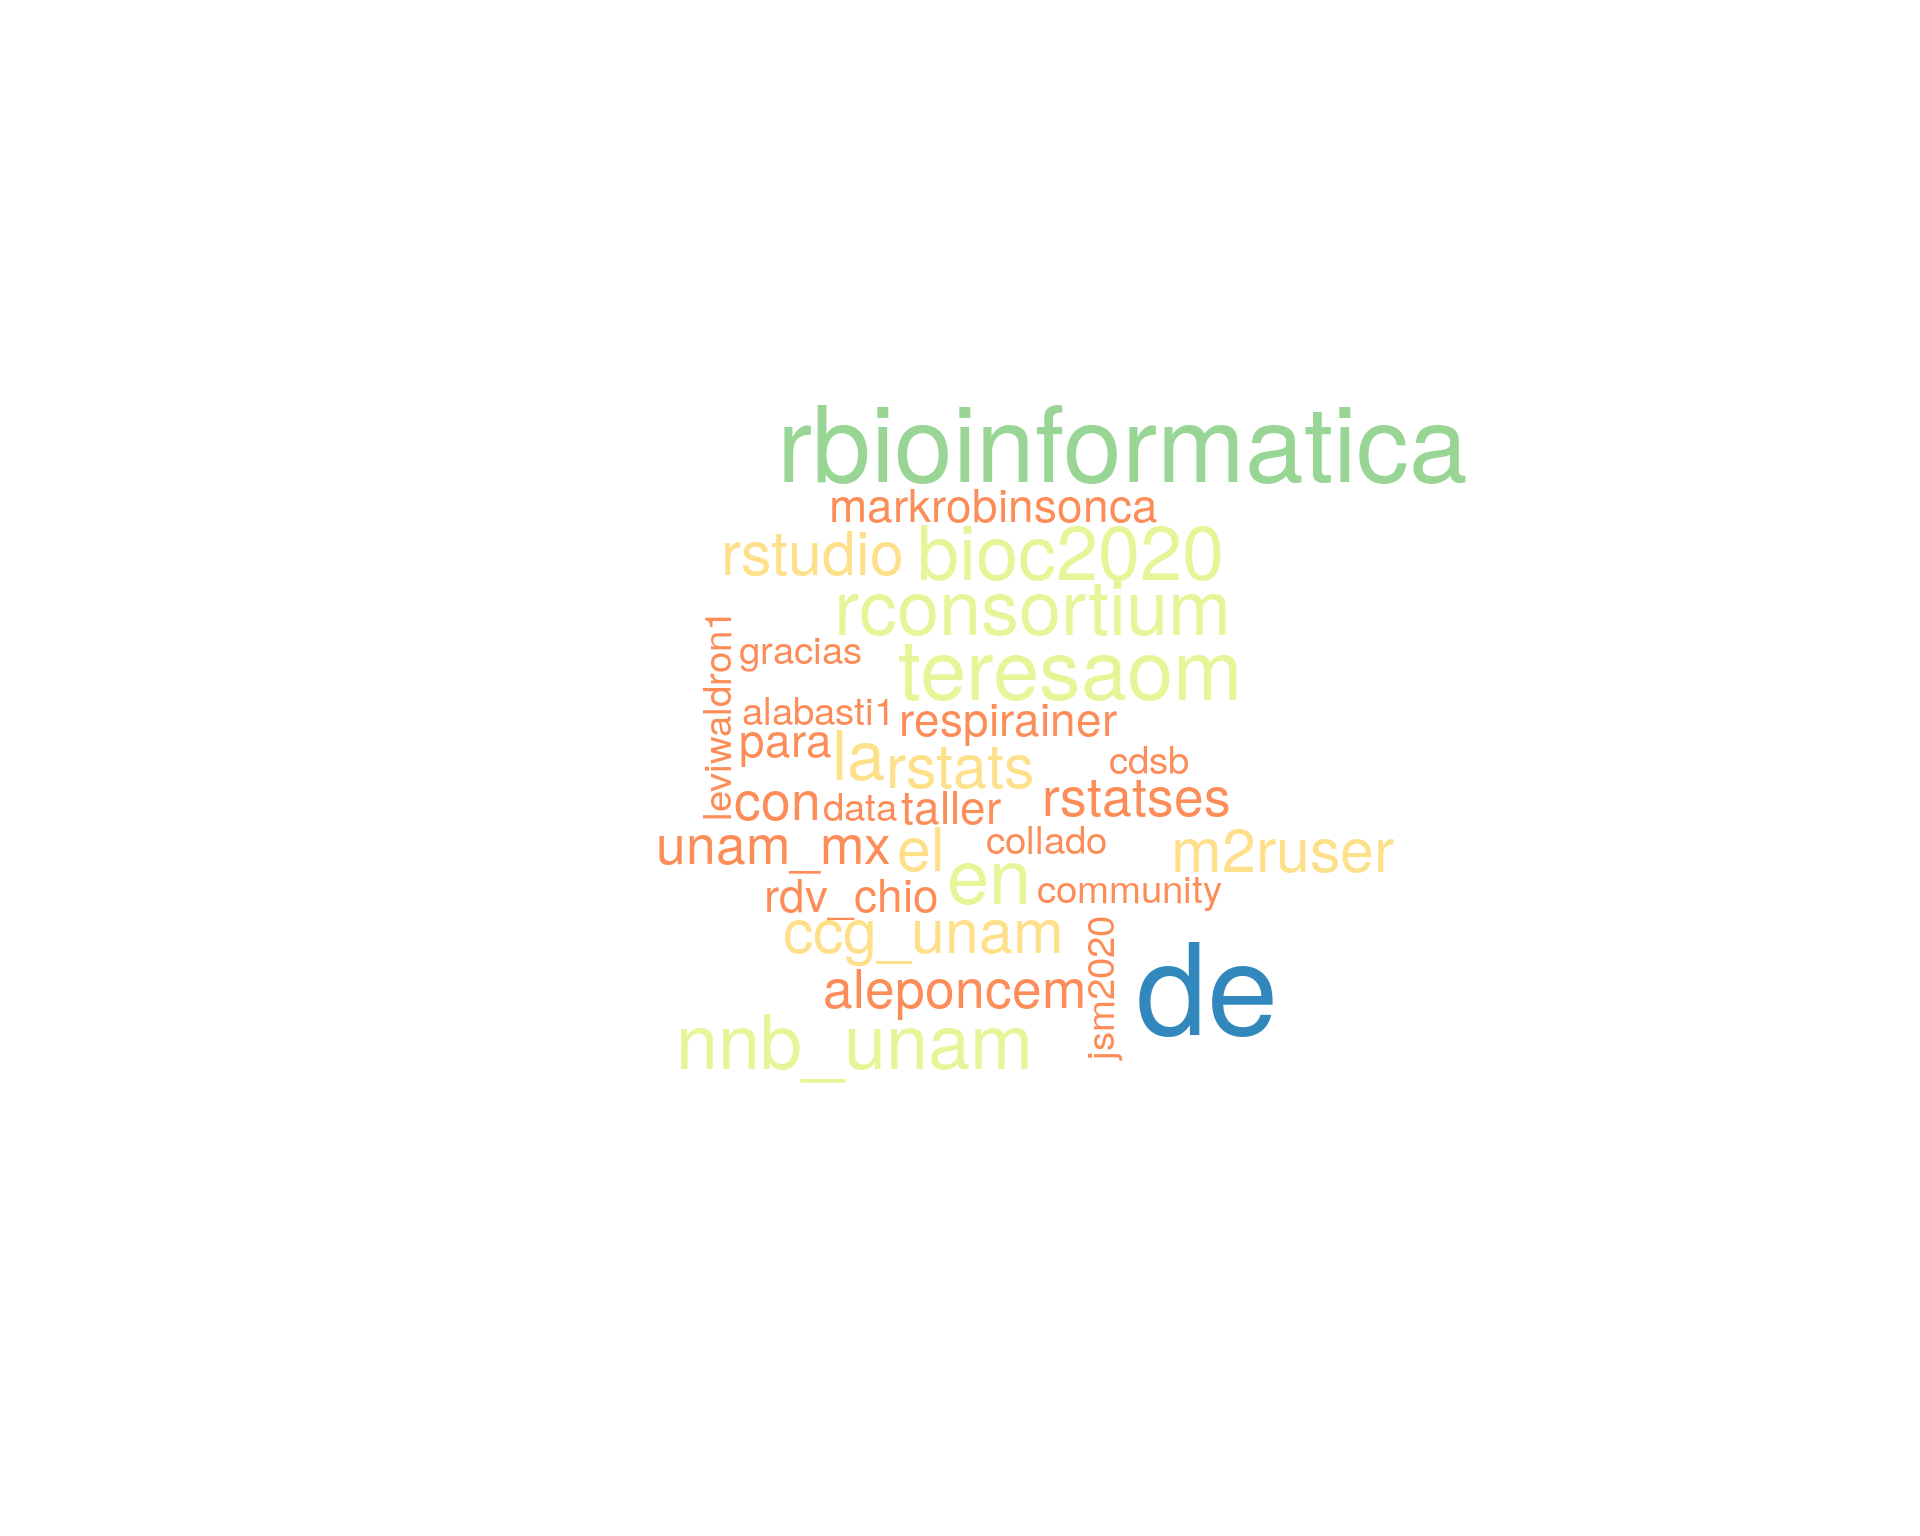 rbioinformatica
markrobinsonca
rstudio bioc2020
rconsortium
leviwaldron1
gracias teresaom
alabasti1 respirainer
para la rstats cdsb
con data taller rstatses
unam_mx el collado m2ruser
rdv_chio en community
ccg_unam
jsm2020
aleponcem de
nnb_unam